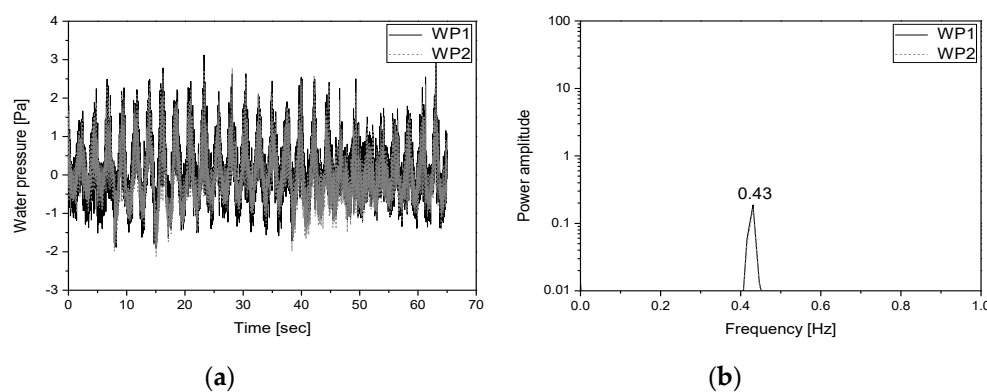 4
3
2
1
0
-1
-2
-3
Water pressure [Pa]
WP1
WP2
0 10 20 30 40 50 60 70
Time [sec]
(a)
100
10
1
0.1
0.01
Power amplitude
WP1
WP2
0.43
0.0 0.2 0.4 0.6 0.8 1.0
Frequency [Hz]
(b)